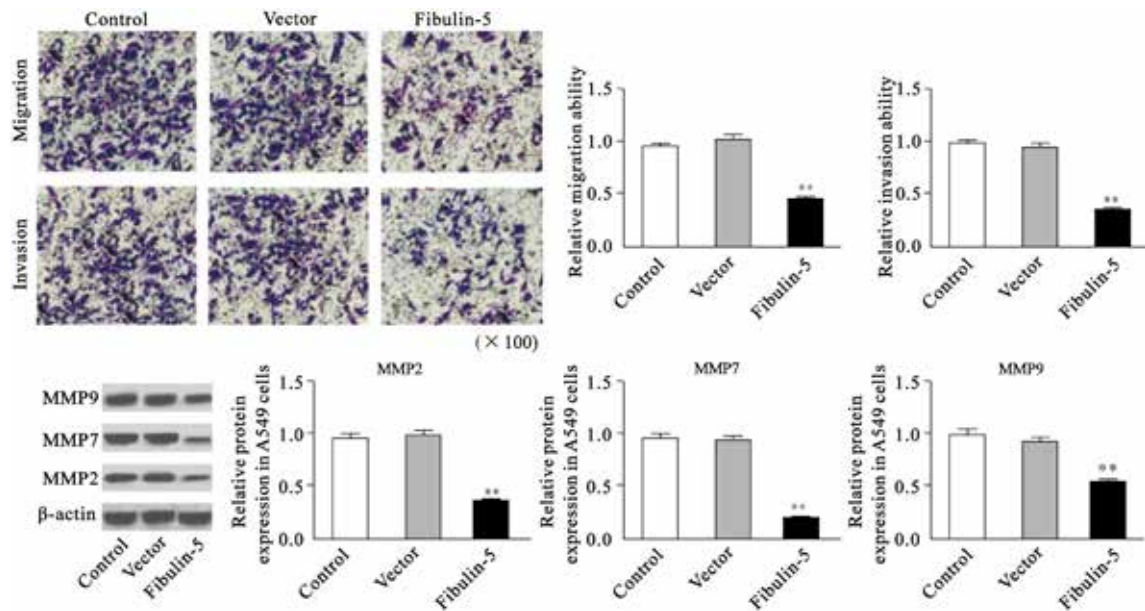 Control Vector Fibulin-5
Migration
Invasion
(× 100)
Relative migration ability
1.5
1.0
0.5
0.0
Control Vector Fibulin-5
**
Relative invasion ability
1.5
1.0
0.5
0.0
Control Vector Fibulin-5
**
MMP9
MMP7
MMP2
β-actin
Control Vector Fibulin-5
MMP2
Relative protein
expression in A549 cells
1.5
1.0
0.5
0.0
**
Control Vector Fibulin-5
MMP7
Relative protein
expression in A549 cells
1.5
1.0
0.5
0.0
**
Control Vector Fibulin-5
MMP9
Relative protein
expression in A549 cells
1.5
1.0
0.5
0.0
**
Control Vector Fibulin-5